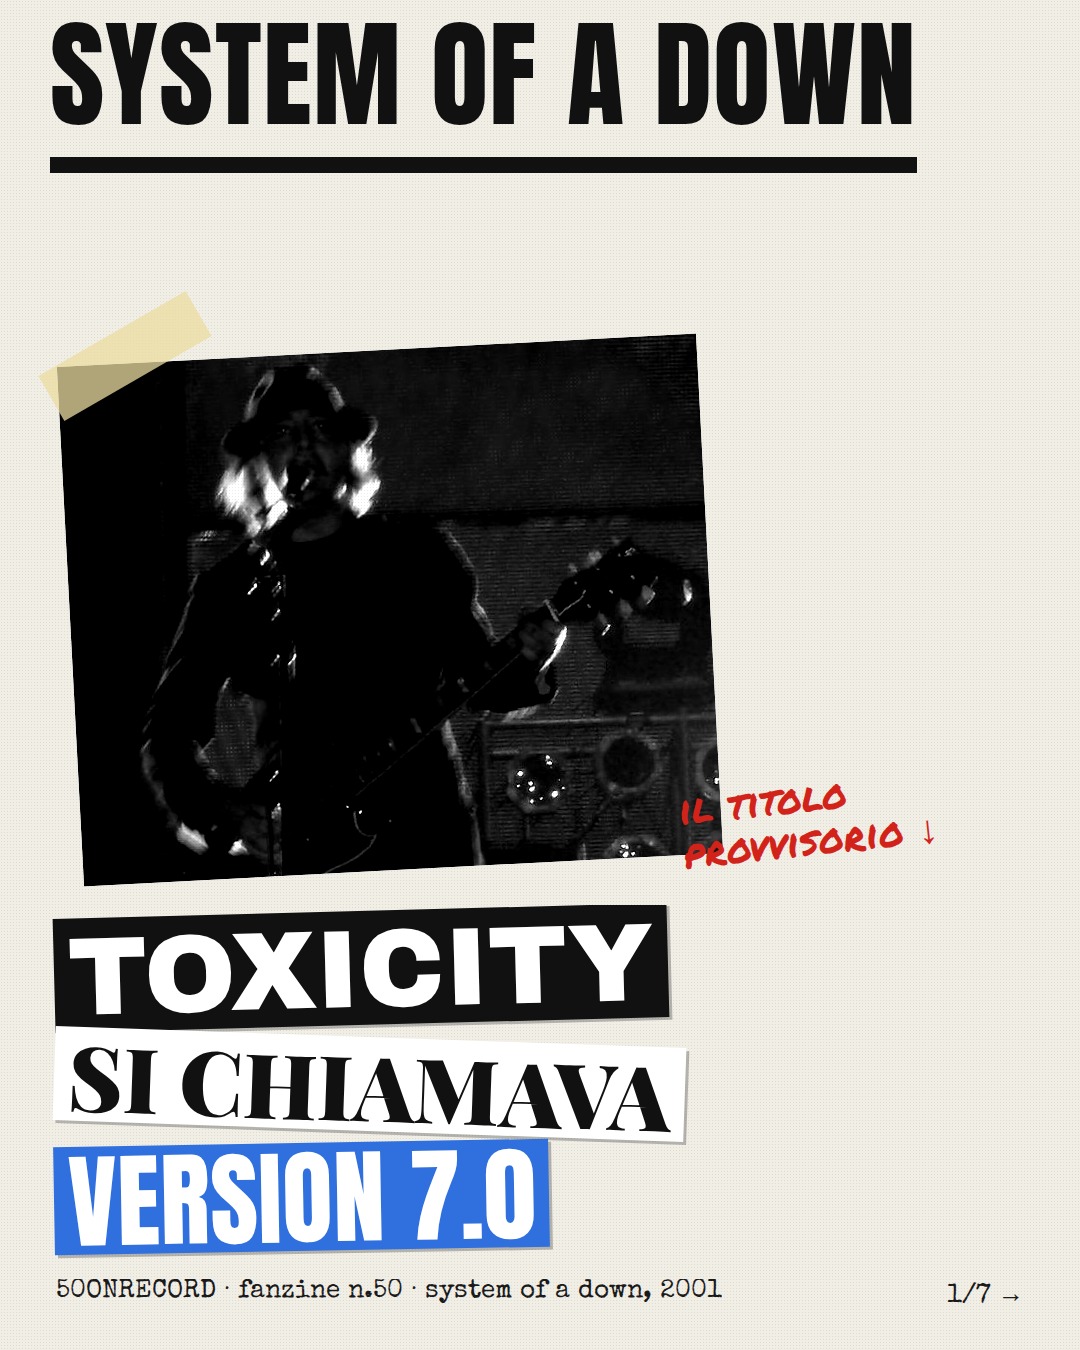 SYSTEM OF A DOWN
IL TITOLO
PROVVISORIO ↓
TOXICITY
SI CHIAMAVA
VERSION 7.0
50ONRECORD · fanzine n.50 · system of a down, 2001
1/7 →